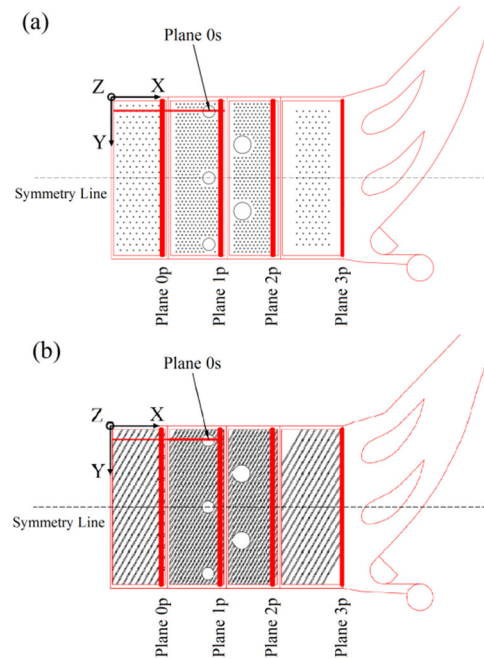 (a)
Plane 0s
Z
X
Y
Symmetry Line
Plane 0p
Plane 1p
Plane 2p
Plane 3p
(b)
Plane 0s
Z
X
Y
Symmetry Line
Plane 0p
Plane 1p
Plane 2p
Plane 3p